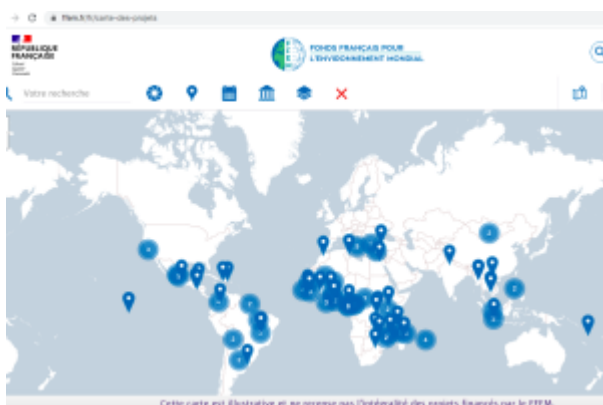 ffem.fr/fr/carte-des-projets
RÉPUBLIQUE
FRANÇAISE
FONDS FRANÇAIS POUR
L'ENVIRONNEMENT MONDIAL
Votre recherche
Cette carte est illustrative et ne recense pas l'intégralité des projets financés par le FFEM.